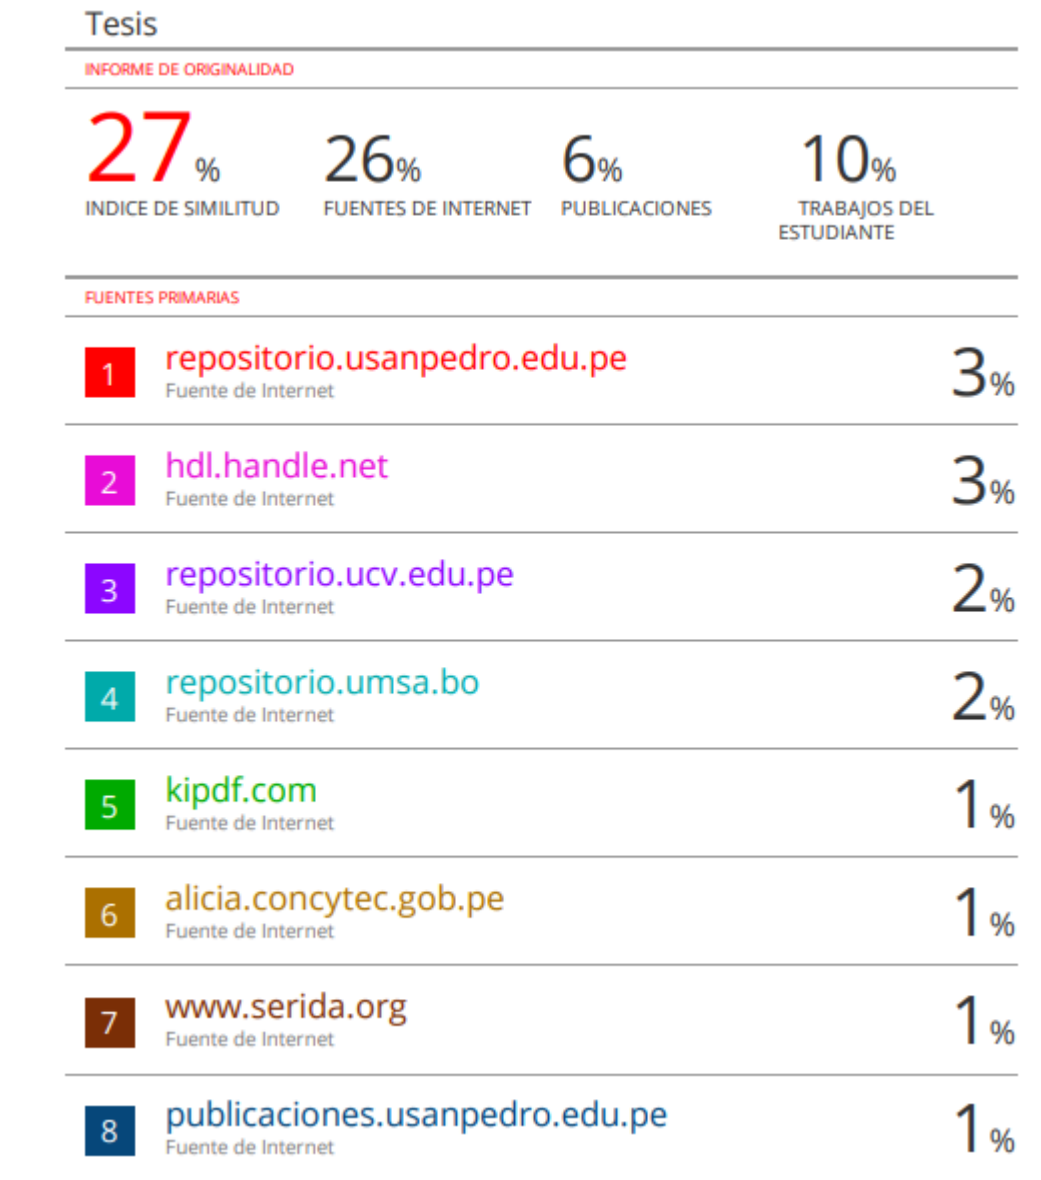 Tesis
INFORME DE ORIGINALIDAD
27% 26% 6% 10%
INDICE DE SIMILITUD FUENTES DE INTERNET PUBLICACIONES TRABAJOS DEL
ESTUDIANTE
FUENTES PRIMARIAS
1 repositorio.usanpedro.edu.pe 3%
Fuente de Internet
2 hdl.handle.net 3%
Fuente de Internet
3 repositorio.ucv.edu.pe 2%
Fuente de Internet
4 repositorio.umsa.bo 2%
Fuente de Internet
5 kipdf.com 1%
Fuente de Internet
6 alicia.concytec.gob.pe 1%
Fuente de Internet
7 www.serida.org 1%
Fuente de Internet
8 publicaciones.usanpedro.edu.pe 1%
Fuente de Internet